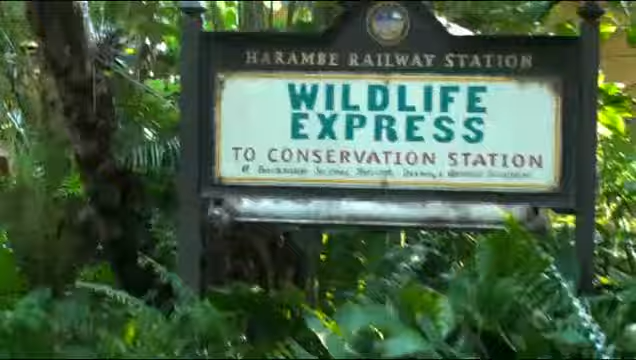 HARAMBE RAILWAY STATION
WILDLIFE
EXPRESS
TO CONSERVATION STATION